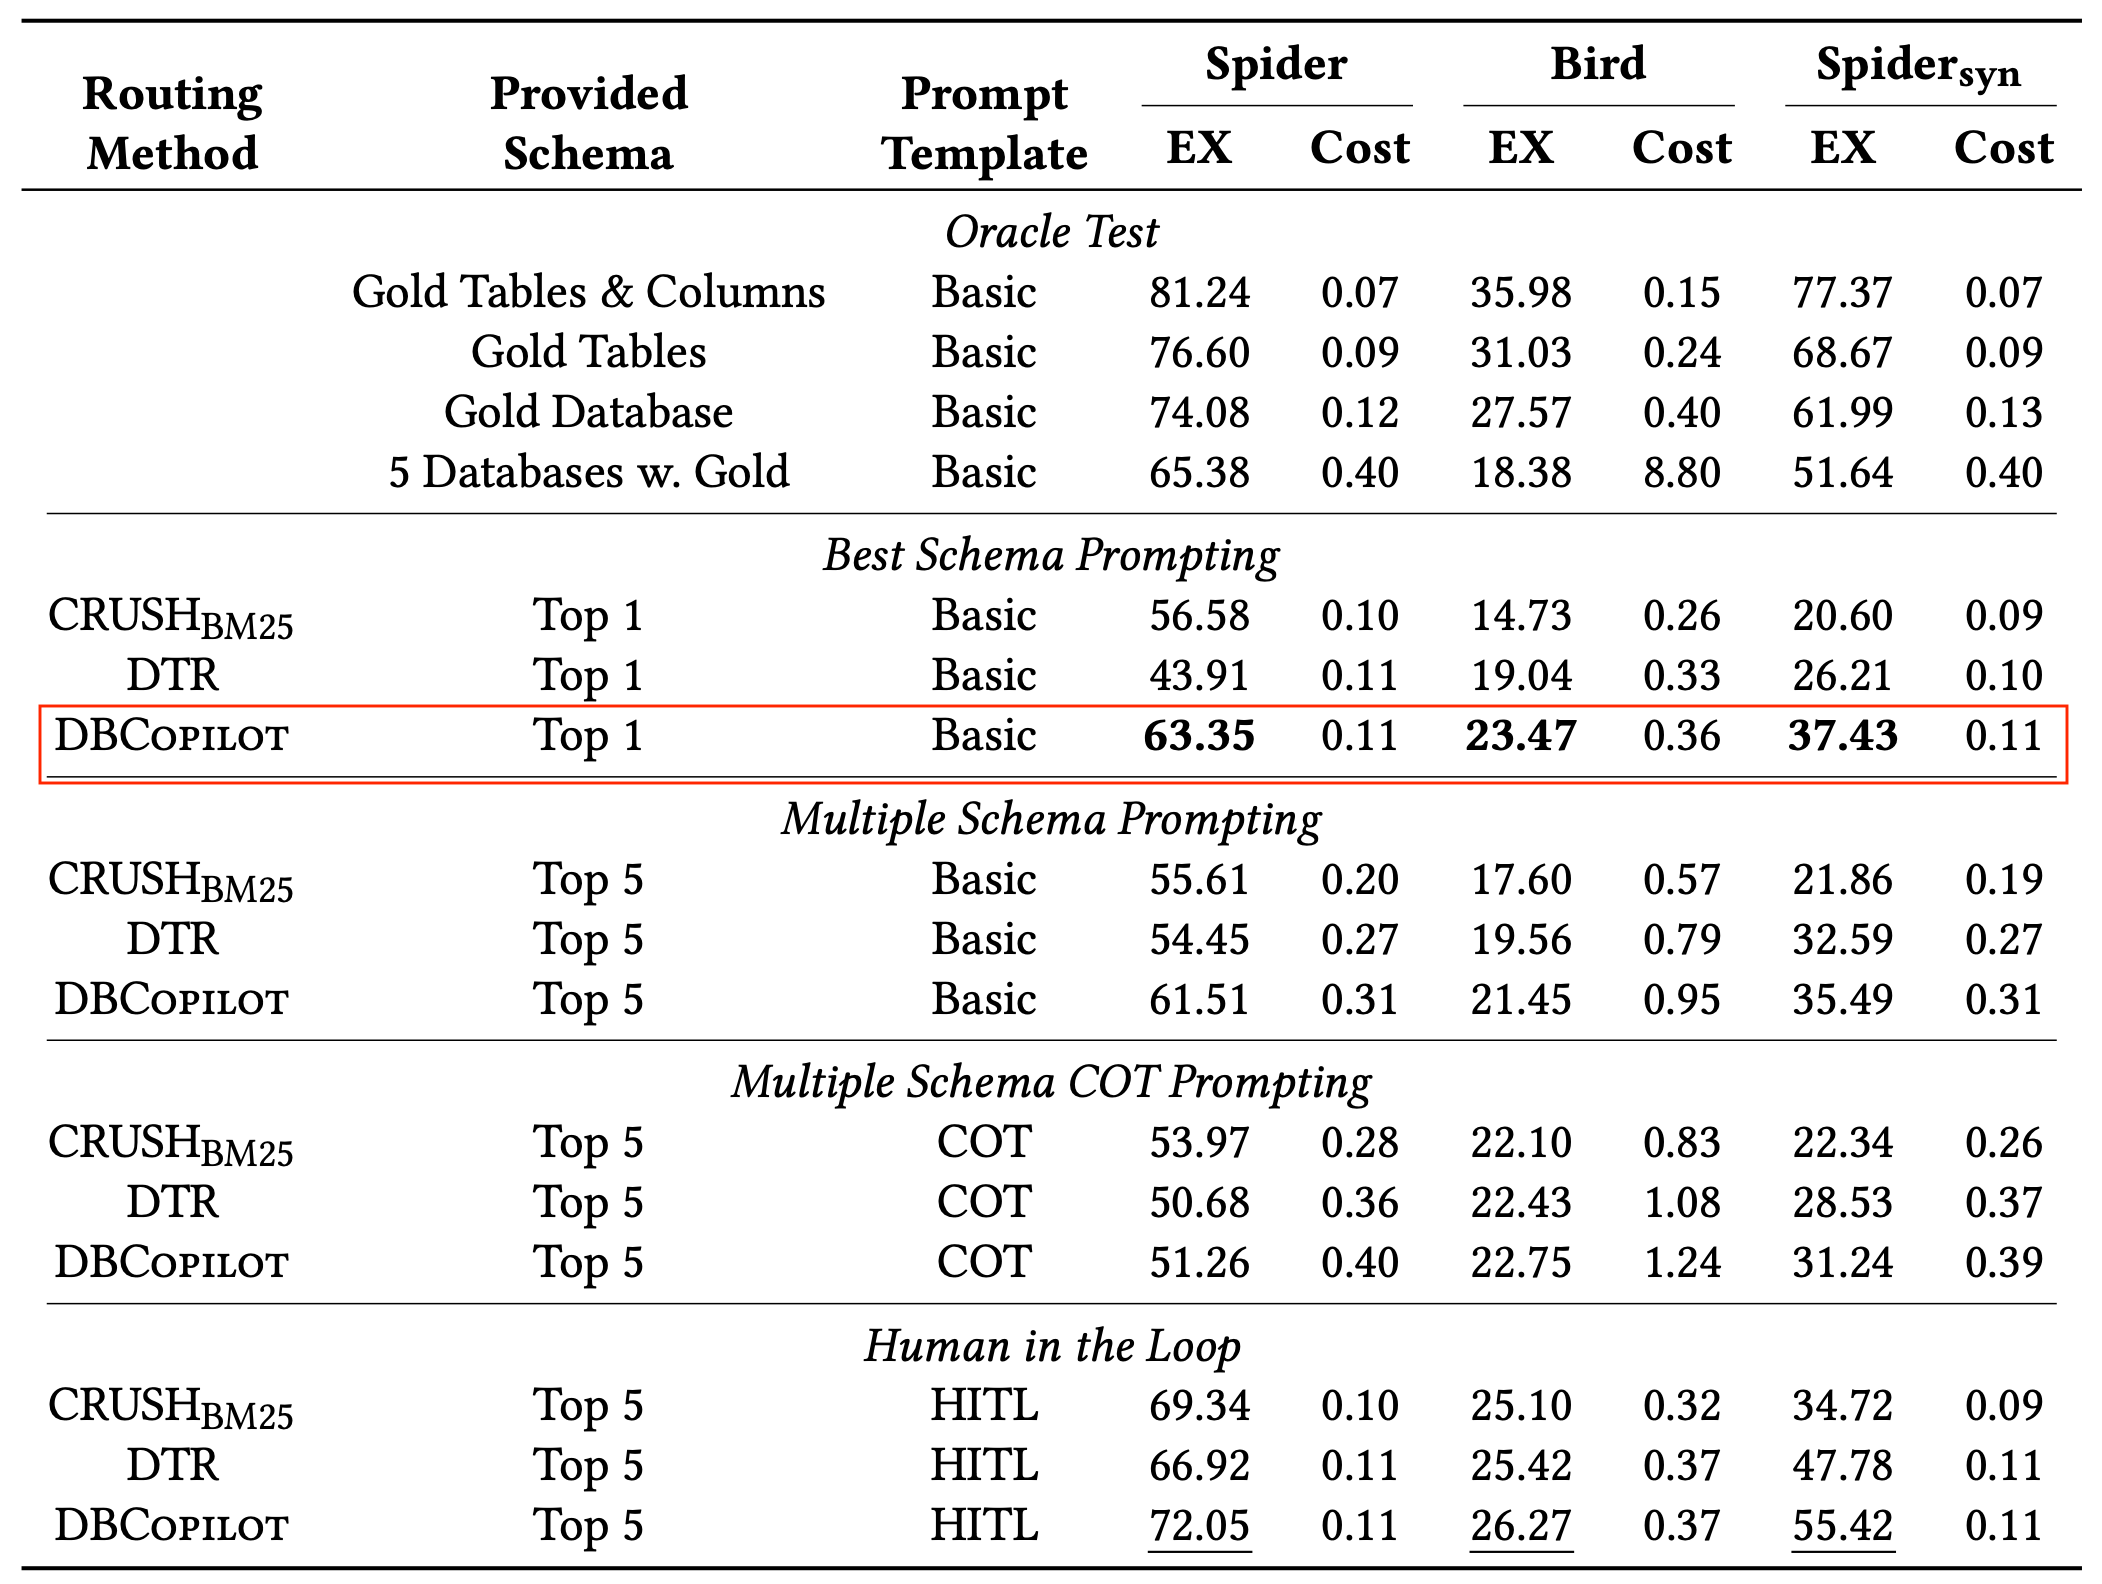 Routing Method Provided Schema Prompt Template Spider Bird Spider_syn
EX Cost EX Cost EX Cost
Oracle Test
Gold Tables & Columns Basic 81.24 0.07 35.98 0.15 77.37 0.07
Gold Tables Basic 76.60 0.09 31.03 0.24 68.67 0.09
Gold Database Basic 74.08 0.12 27.57 0.40 61.99 0.13
5 Databases w. Gold Basic 65.38 0.40 18.38 8.80 51.64 0.40
Best Schema Prompting
CRUSH_BM25 Top 1 Basic 56.58 0.10 14.73 0.26 20.60 0.09
DTR Top 1 Basic 43.91 0.11 19.04 0.33 26.21 0.10
DBCopilot Top 1 Basic 63.35 0.11 23.47 0.36 37.43 0.11
Multiple Schema Prompting
CRUSH_BM25 Top 5 Basic 55.61 0.20 17.60 0.57 21.86 0.19
DTR Top 5 Basic 54.45 0.27 19.56 0.79 32.59 0.27
DBCopilot Top 5 Basic 61.51 0.31 21.45 0.95 35.49 0.31
Multiple Schema COT Prompting
CRUSH_BM25 Top 5 COT 53.97 0.28 22.10 0.83 22.34 0.26
DTR Top 5 COT 50.68 0.36 22.43 1.08 28.53 0.37
DBCopilot Top 5 COT 51.26 0.40 22.75 1.24 31.24 0.39
Human in the Loop
CRUSH_BM25 Top 5 HITL 69.34 0.10 25.10 0.32 34.72 0.09
DTR Top 5 HITL 66.92 0.11 25.42 0.37 47.78 0.11
DBCopilot Top 5 HITL 72.05 0.11 26.27 0.37 55.42 0.11